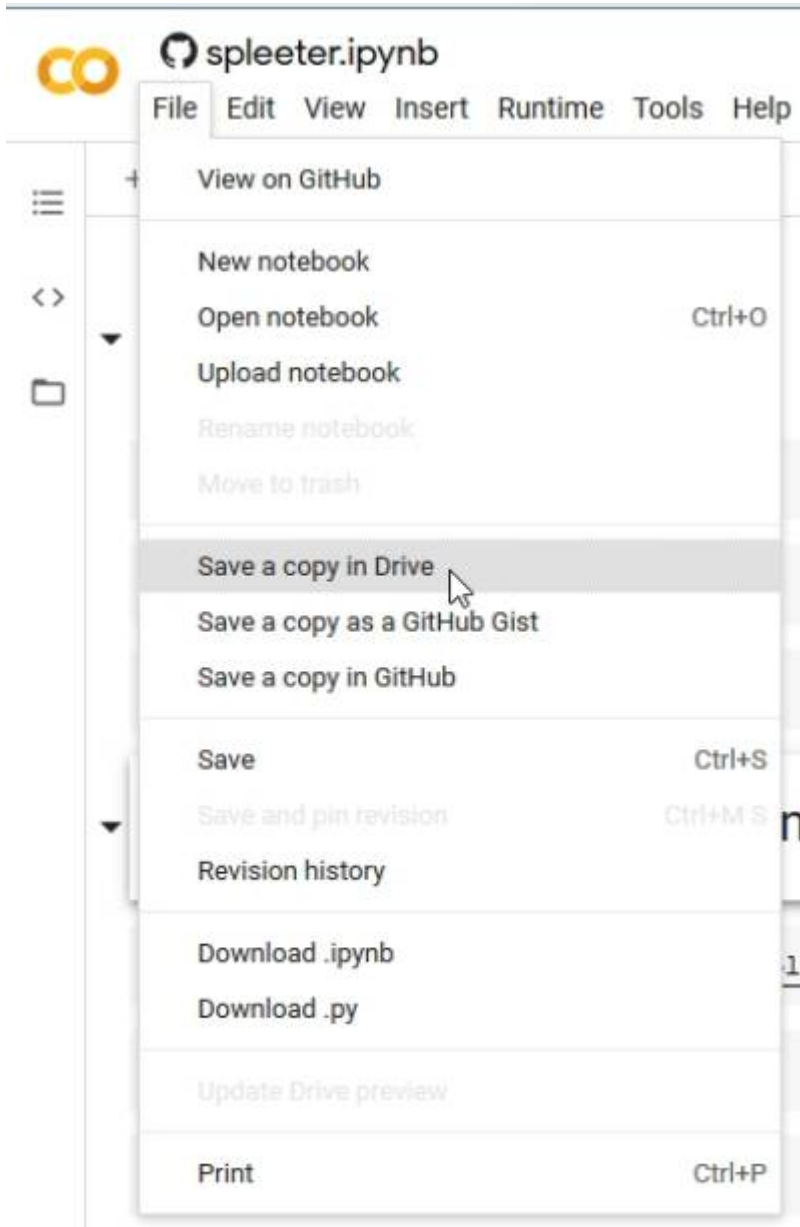 spleeter.ipynb
File Edit View Insert Runtime Tools Help
View on GitHub
New notebook
Open notebook Ctrl+O
Upload notebook
Rename notebook
Move to trash
Save a copy in Drive
Save a copy as a GitHub Gist
Save a copy in GitHub
Save Ctrl+S
Save and pin revision Ctrl+M S
Revision history
Download .ipynb
Download .py
Update Drive preview
Print Ctrl+P